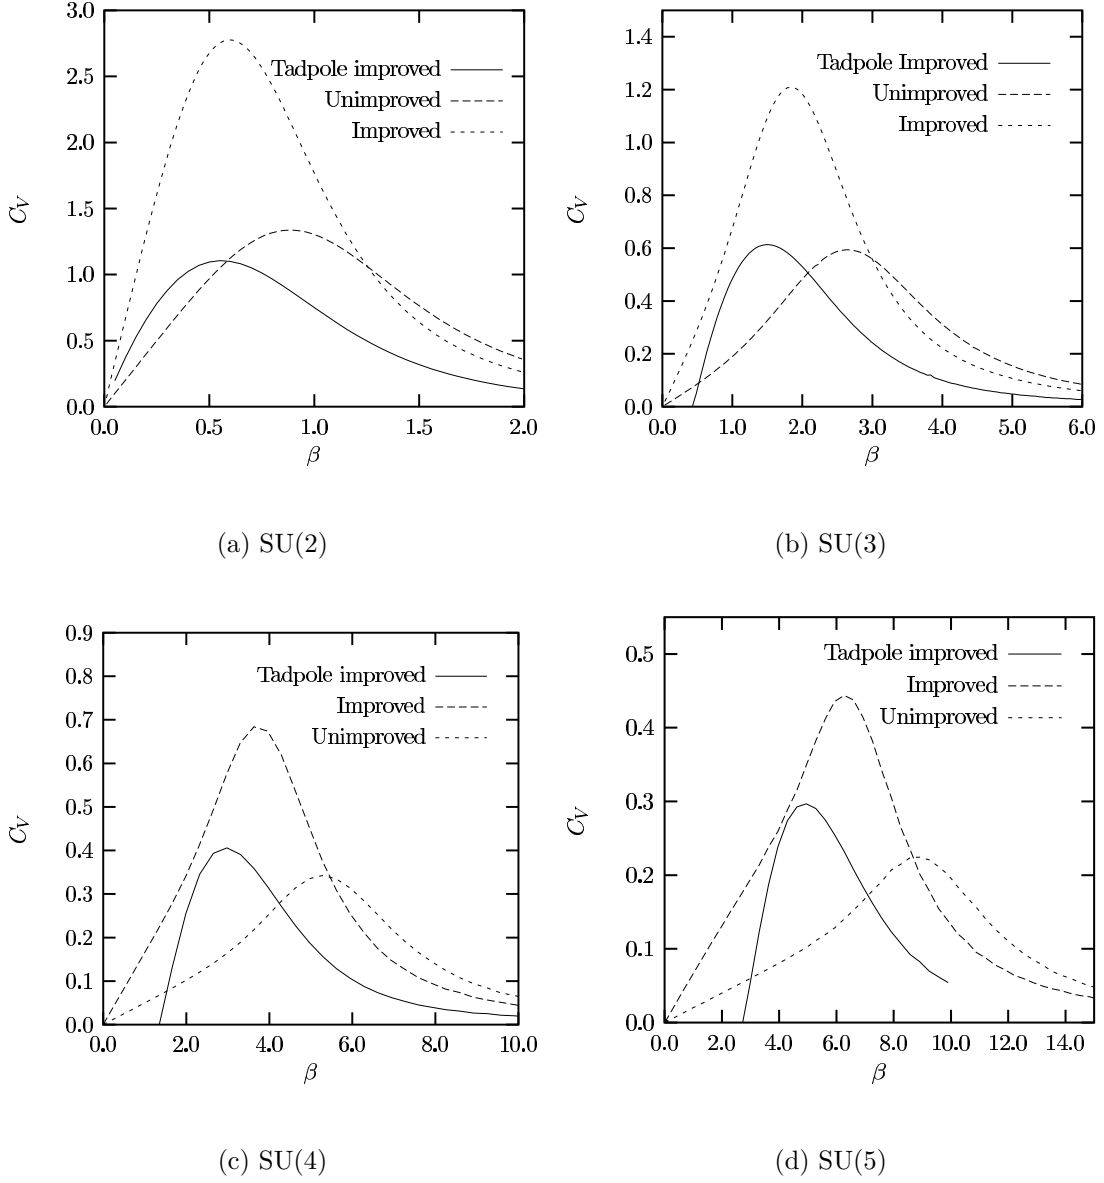 3.0
2.5
2.0
1.5
1.0
0.5
0.0
C_V
Tadpole improved
Unimproved
Improved
0.0 0.5 1.0 1.5 2.0
β
(a) SU(2)
1.4
1.2
1.0
0.8
0.6
0.4
0.2
0.0
C_V
Tadpole Improved
Unimproved
Improved
0.0 1.0 2.0 3.0 4.0 5.0 6.0
β
(b) SU(3)
0.9
0.8
0.7
0.6
0.5
0.4
0.3
0.2
0.1
0.0
C_V
Tadpole improved
Improved
Unimproved
0.0 2.0 4.0 6.0 8.0 10.0
β
(c) SU(4)
0.5
0.4
0.3
0.2
0.1
0.0
C_V
Tadpole improved
Improved
Unimproved
0.0 2.0 4.0 6.0 8.0 10.0 12.0 14.0
β
(d) SU(5)